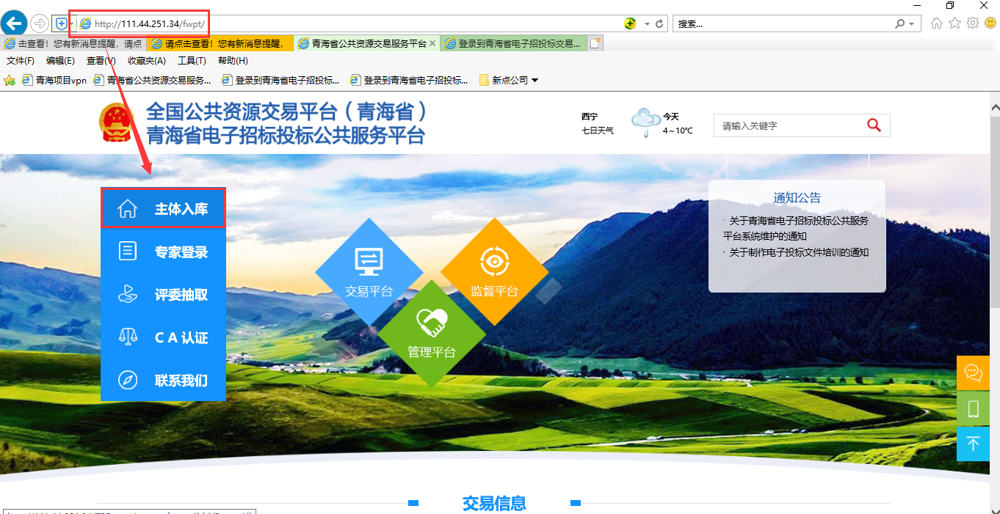 http://111.44.251.34/fwpt/
搜索...
击查看！您有新消息提醒，请点
请点击查看！您有新消息提醒，
青海省公共资源交易服务平台
登录到青海省电子招投标交易...
文件(F) 编辑(E) 查看(V) 收藏夹(A) 工具(T) 帮助(H)
青海项目vpn 青海省公共资源交易服务... 登录到青海省电子招投标... 登录到青海省电子招投标... 新点公司
全国公共资源交易平台（青海省）
青海省电子招标投标公共服务平台
西宁
七日天气
今天
4~10℃
请输入关键字
主体入库
专家登录
评委抽取
C A 认证
联系我们
交易平台
监督平台
管理平台
通知公告
· 关于青海省电子招标投标公共服务
平台系统维护的通知
· 关于制作电子投标文件培训的通知
交易信息